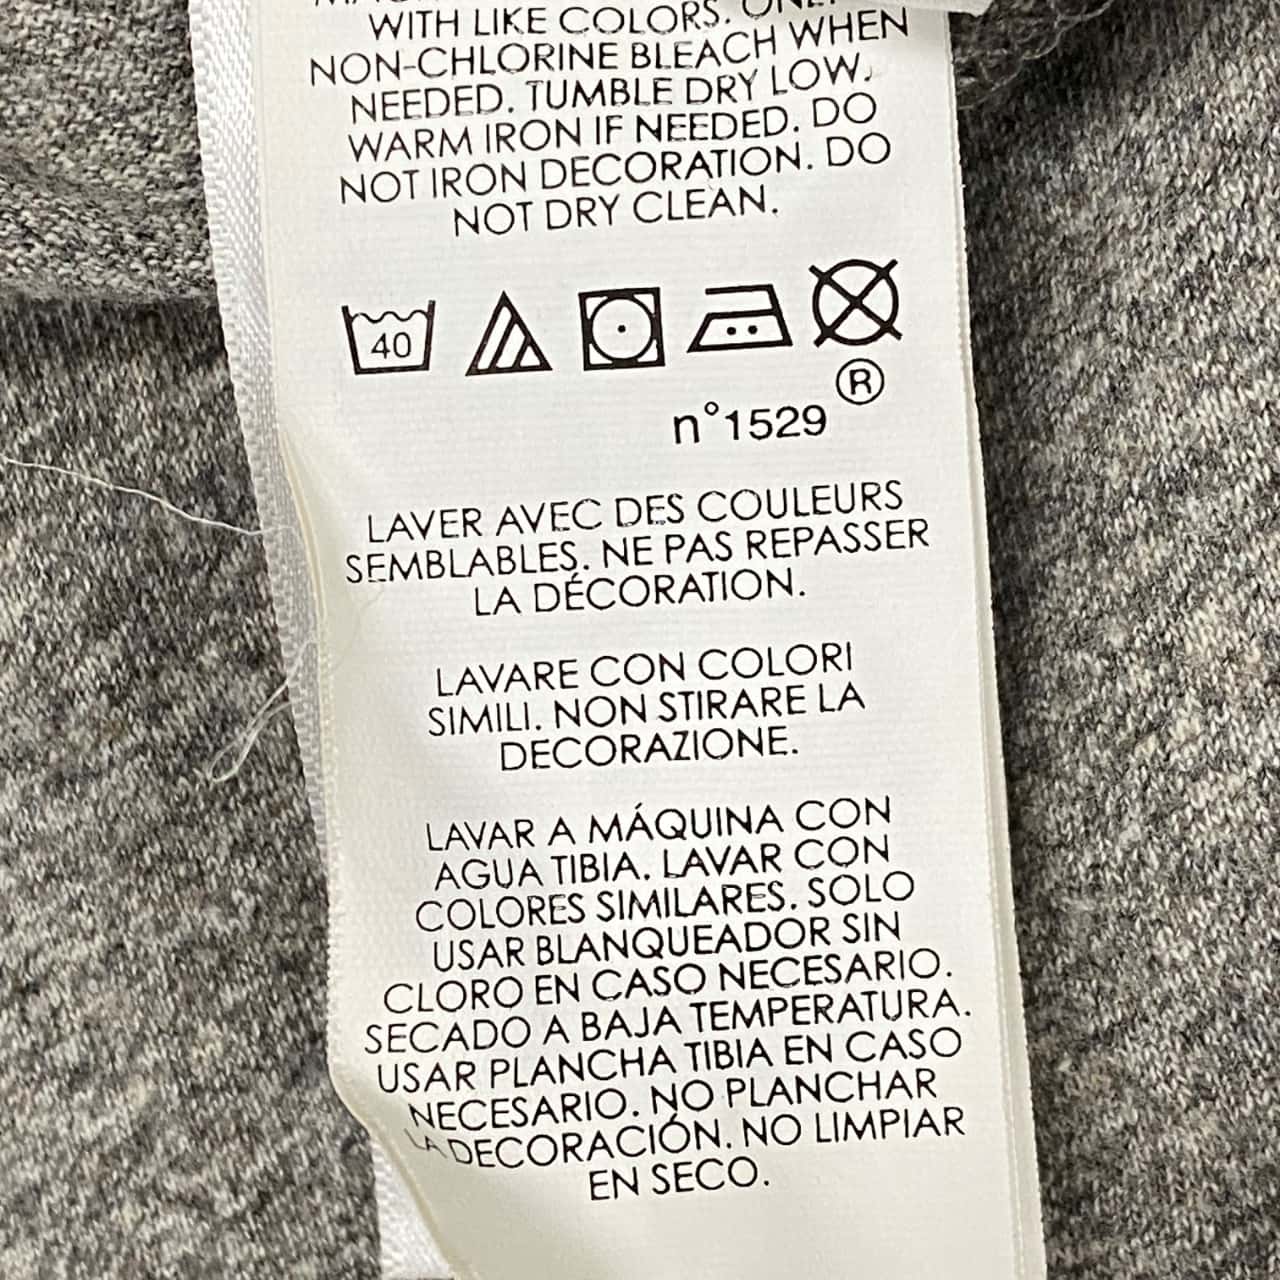 WITH LIKE COLORS. ONLY
NON-CHLORINE BLEACH WHEN
NEEDED. TUMBLE DRY LOW.
WARM IRON IF NEEDED. DO
NOT IRON DECORATION. DO
NOT DRY CLEAN.
40
®
n°1529
LAVER AVEC DES COULEURS
SEMBLABLES. NE PAS REPASSER
LA DÉCORATION.
LAVARE CON COLORI
SIMILI. NON STIRARE LA
DECORAZIONE.
LAVAR A MÁQUINA CON
AGUA TIBIA. LAVAR CON
COLORES SIMILARES. SÓLO
USAR BLANQUEADOR SIN
CLORO EN CASO NECESARIO.
SECADO A BAJA TEMPERATURA.
USAR PLANCHA TIBIA EN CASO
NECESARIO. NO PLANCHAR
LA DECORACIÓN. NO LIMPIAR
EN SECO.